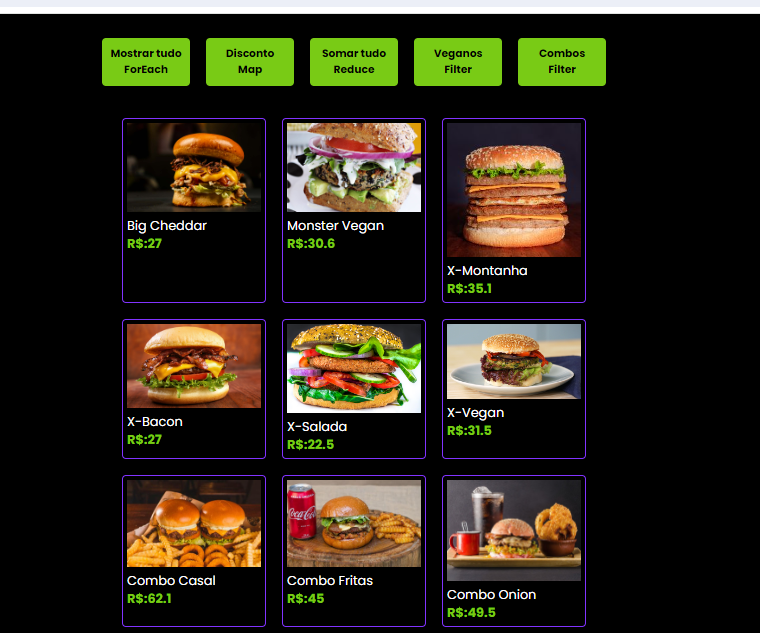 Mostrar tudo
ForEach
Disconto
Map
Somar tudo
Reduce
Veganos
Filter
Combos
Filter
Big Cheddar
R$:27
Monster Vegan
R$:30.6
X-Montanha
R$:35.1
X-Bacon
R$:27
X-Salada
R$:22.5
X-Vegan
R$:31.5
Coca-Cola
Combo Casal
R$:62.1
Combo Fritas
R$:45
Combo Onion
R$:49.5